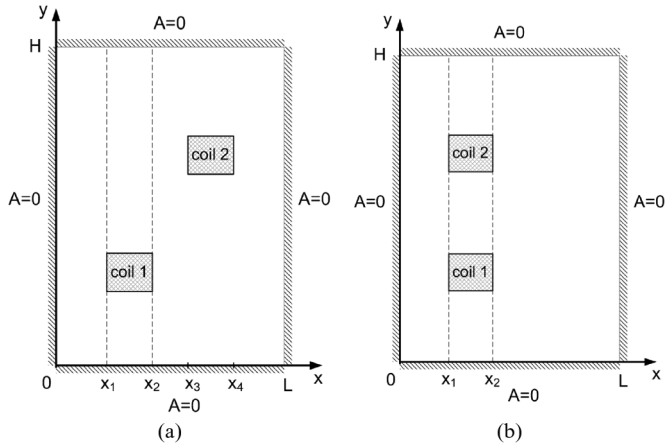 y
A=0
H
coil 2
A=0
A=0
coil 1
0
x₁
x₂
x₃
x₄
L
x
A=0
(a)
y
A=0
H
coil 2
A=0
A=0
coil 1
0
x₁
x₂
L
x
A=0
(b)